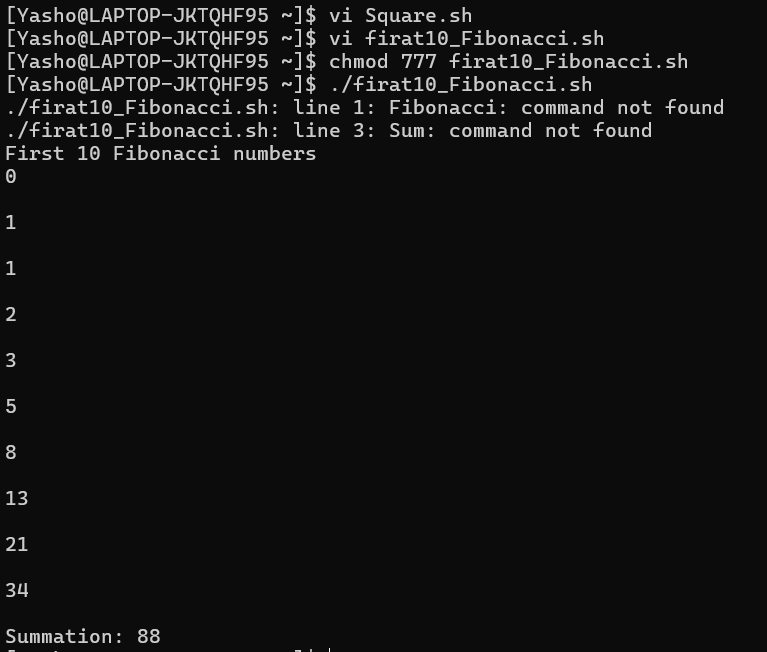 [Yasho@LAPTOP-JKTQHF95 ~]$ vi Square.sh
[Yasho@LAPTOP-JKTQHF95 ~]$ vi firat10_Fibonacci.sh
[Yasho@LAPTOP-JKTQHF95 ~]$ chmod 777 firat10_Fibonacci.sh
[Yasho@LAPTOP-JKTQHF95 ~]$ ./firat10_Fibonacci.sh
./firat10_Fibonacci.sh: line 1: Fibonacci: command not found
./firat10_Fibonacci.sh: line 3: Sum: command not found
First 10 Fibonacci numbers
0
1
1
2
3
5
8
13
21
34
Summation: 88